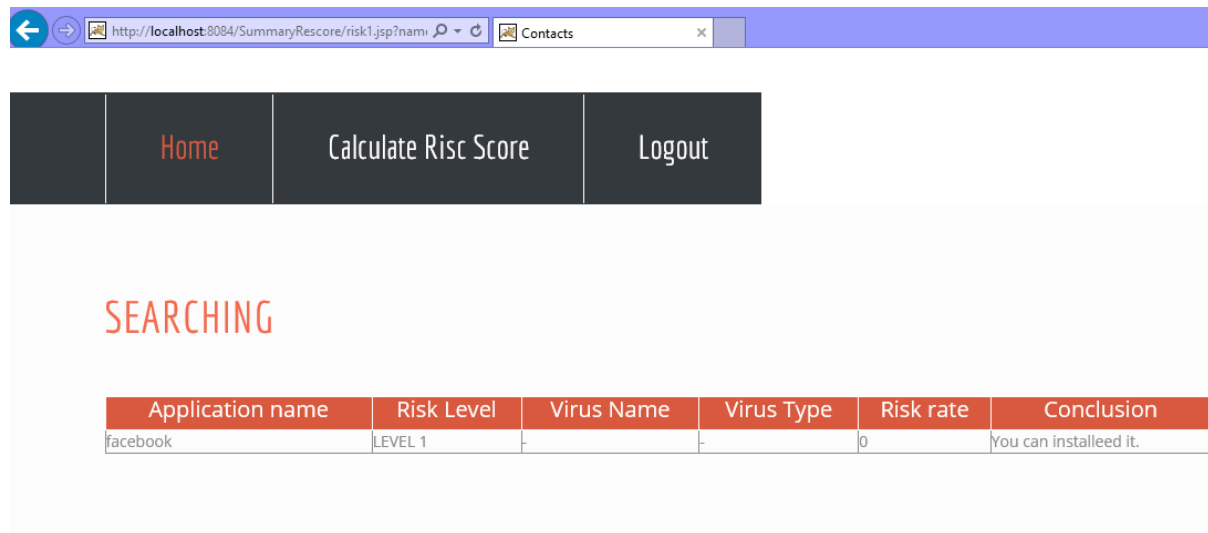 http://localhost:8084/SummaryRescore/risk1.jsp?nam Contacts
Home Calculate Risc Score Logout
SEARCHING
Application name Risk Level Virus Name Virus Type Risk rate Conclusion
facebook LEVEL 1 - - 0 You can installeed it.